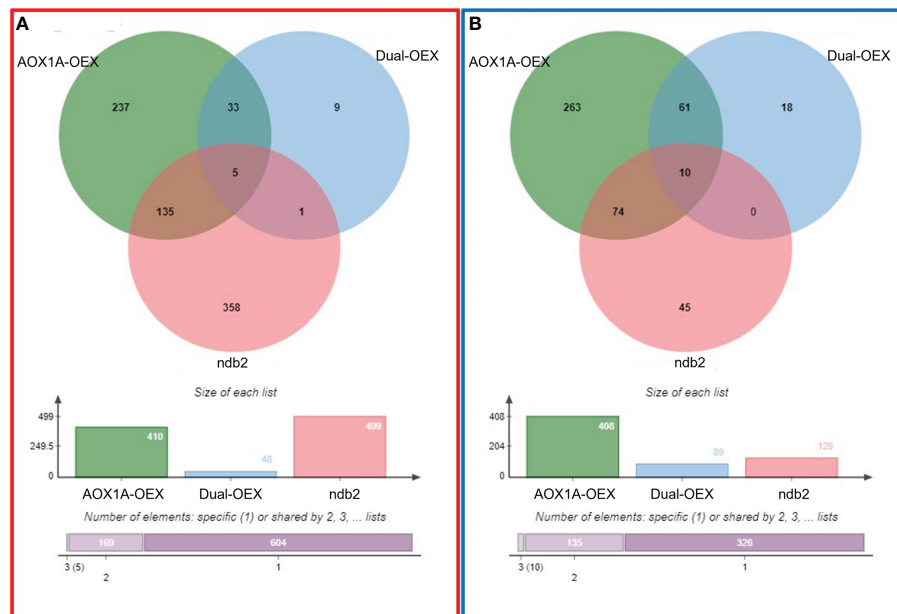 A
AOX1A-OEX
Dual-OEX
237
33
9
5
135
1
358
ndb2
Size of each list
499
249.5
0
410
48
499
AOX1A-OEX Dual-OEX ndb2
Number of elements: specific (1) or shared by 2, 3, ... lists
169 604
3 (5)
2
1
B
AOX1A-OEX
Dual-OEX
263
61
18
10
74
0
45
ndb2
Size of each list
408
204
0
408
89
129
AOX1A-OEX Dual-OEX ndb2
Number of elements: specific (1) or shared by 2, 3, ... lists
135 326
3 (10)
2
1